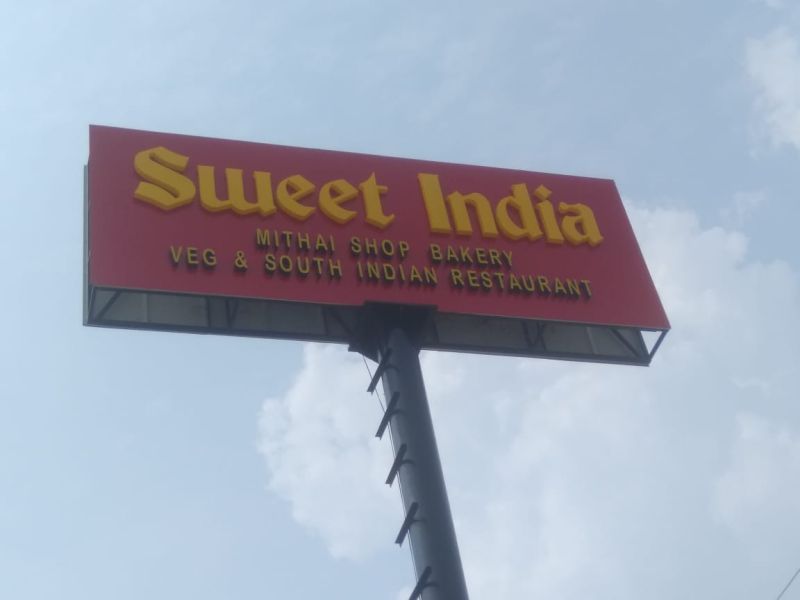 Sweet India
MITHAI SHOP BAKERY
VEG & SOUTH INDIAN RESTAURANT